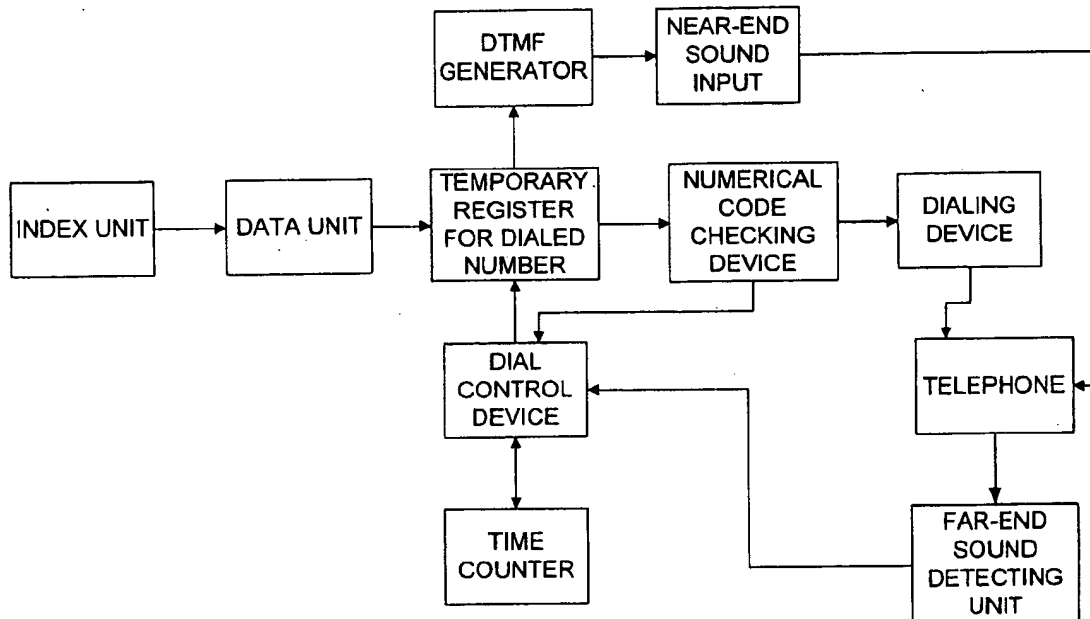 DTMF
GENERATOR
NEAR-END
SOUND
INPUT
INDEX UNIT
DATA UNIT
TEMPORARY
REGISTER
FOR DIALED
NUMBER
NUMERICAL
CODE
CHECKING
DEVICE
DIALING
DEVICE
DIAL
CONTROL
DEVICE
TELEPHONE
TIME
COUNTER
FAR-END
SOUND
DETECTING
UNIT